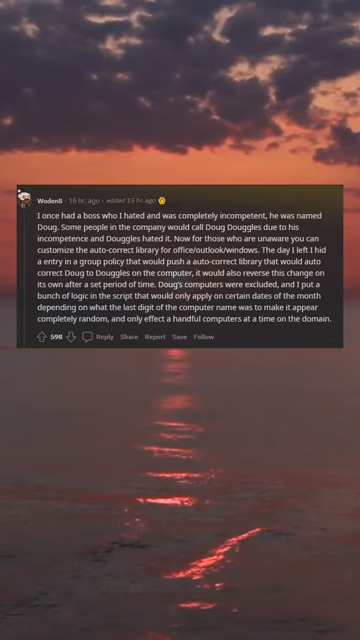 Woden8 · 16 hr. ago · edited 15 hr. ago
I once had a boss who I hated and was completely incompetent, he was named
Doug. Some people in the company would call Doug Douggles due to his
incompetence and Douggles hated it. Now for those who are unaware you can
customize the auto-correct library for office/outlook/windows. The day I left I hid
a entry in a group policy that would push a auto-correct library that would auto
correct Doug to Douggles on the computer, it would also reverse this change on
its own after a set period of time. Doug's computers were excluded, and I put a
bunch of logic in the script that would only apply on certain dates of the month
depending on what the last digit of the computer name was to make it appear
completely random, and only effect a handful computers at a time on the domain.
598 Reply Share Report Save Follow